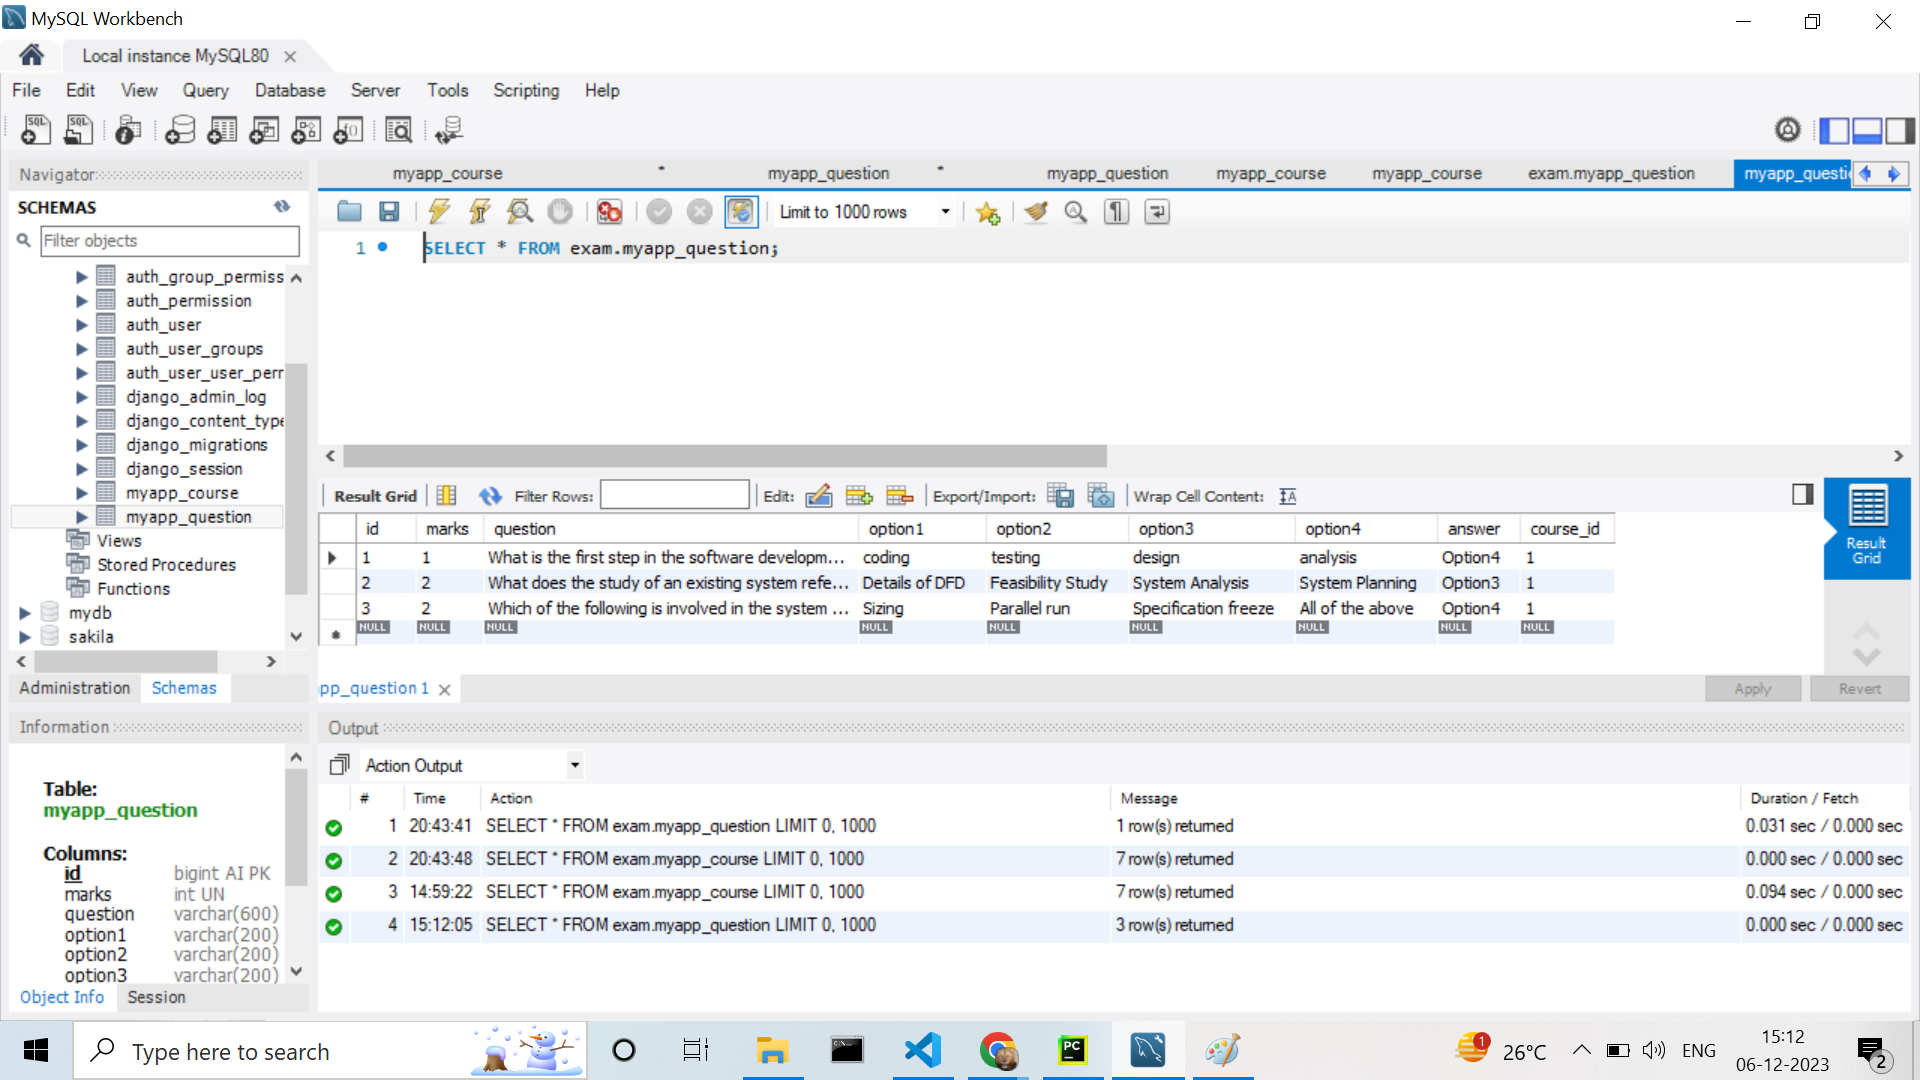 MySQL Workbench
Local instance MySQL80
File Edit View Query Database Server Tools Scripting Help
Navigator
SCHEMAS
Filter objects
auth_group_permiss
auth_permission
auth_user
auth_user_groups
auth_user_user_perr
django_admin_log
django_content_type
django_migrations
django_session
myapp_course
myapp_question
Views
Stored Procedures
Functions
mydb
sakila
Administration Schemas
Information
Table:
myapp_question
Columns:
id bigint AI PK
marks int UN
question varchar(600)
option1 varchar(200)
option2 varchar(200)
option3 varchar(200)
Object Info Session
myapp_course * myapp_question * myapp_question myapp_course myapp_course exam.myapp_question myapp_questi
Limit to 1000 rows
1 SELECT * FROM exam.myapp_question;
Result Grid Filter Rows: Edit: Export/Import: Wrap Cell Content:
id marks question option1 option2 option3 option4 answer course_id
1 1 What is the first step in the software developm... coding testing design analysis Option4 1
2 2 What does the study of an existing system refe... Details of DFD Feasibility Study System Analysis System Planning Option3 1
3 2 Which of the following is involved in the system ... Sizing Parallel run Specification freeze All of the above Option4 1
NULL NULL NULL NULL NULL NULL NULL NULL NULL
Result
Grid
pp_question 1
Apply Revert
Output
Action Output
# Time Action Message Duration / Fetch
1 20:43:41 SELECT * FROM exam.myapp_question LIMIT 0, 1000 1 row(s) returned 0.031 sec / 0.000 sec
2 20:43:48 SELECT * FROM exam.myapp_course LIMIT 0, 1000 7 row(s) returned 0.000 sec / 0.000 sec
3 14:59:22 SELECT * FROM exam.myapp_course LIMIT 0, 1000 7 row(s) returned 0.094 sec / 0.000 sec
4 15:12:05 SELECT * FROM exam.myapp_question LIMIT 0, 1000 3 row(s) returned 0.000 sec / 0.000 sec
Type here to search
PC
1
26°C
ENG
15:12
06-12-2023
2